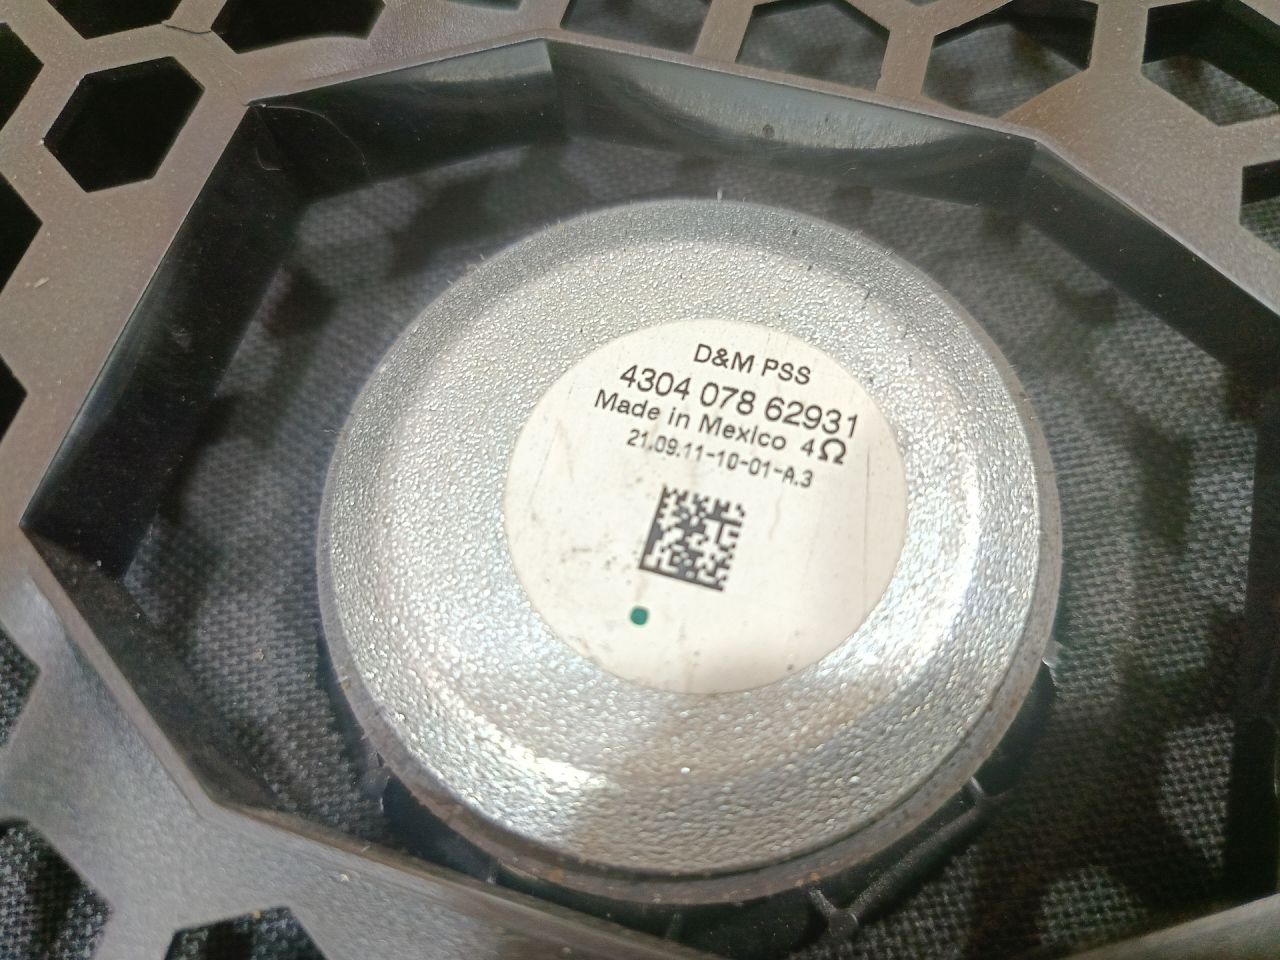 D&M PSS
4304 078 62931
Made in Mexico 4Ω
21.09.11-10-01-A.3